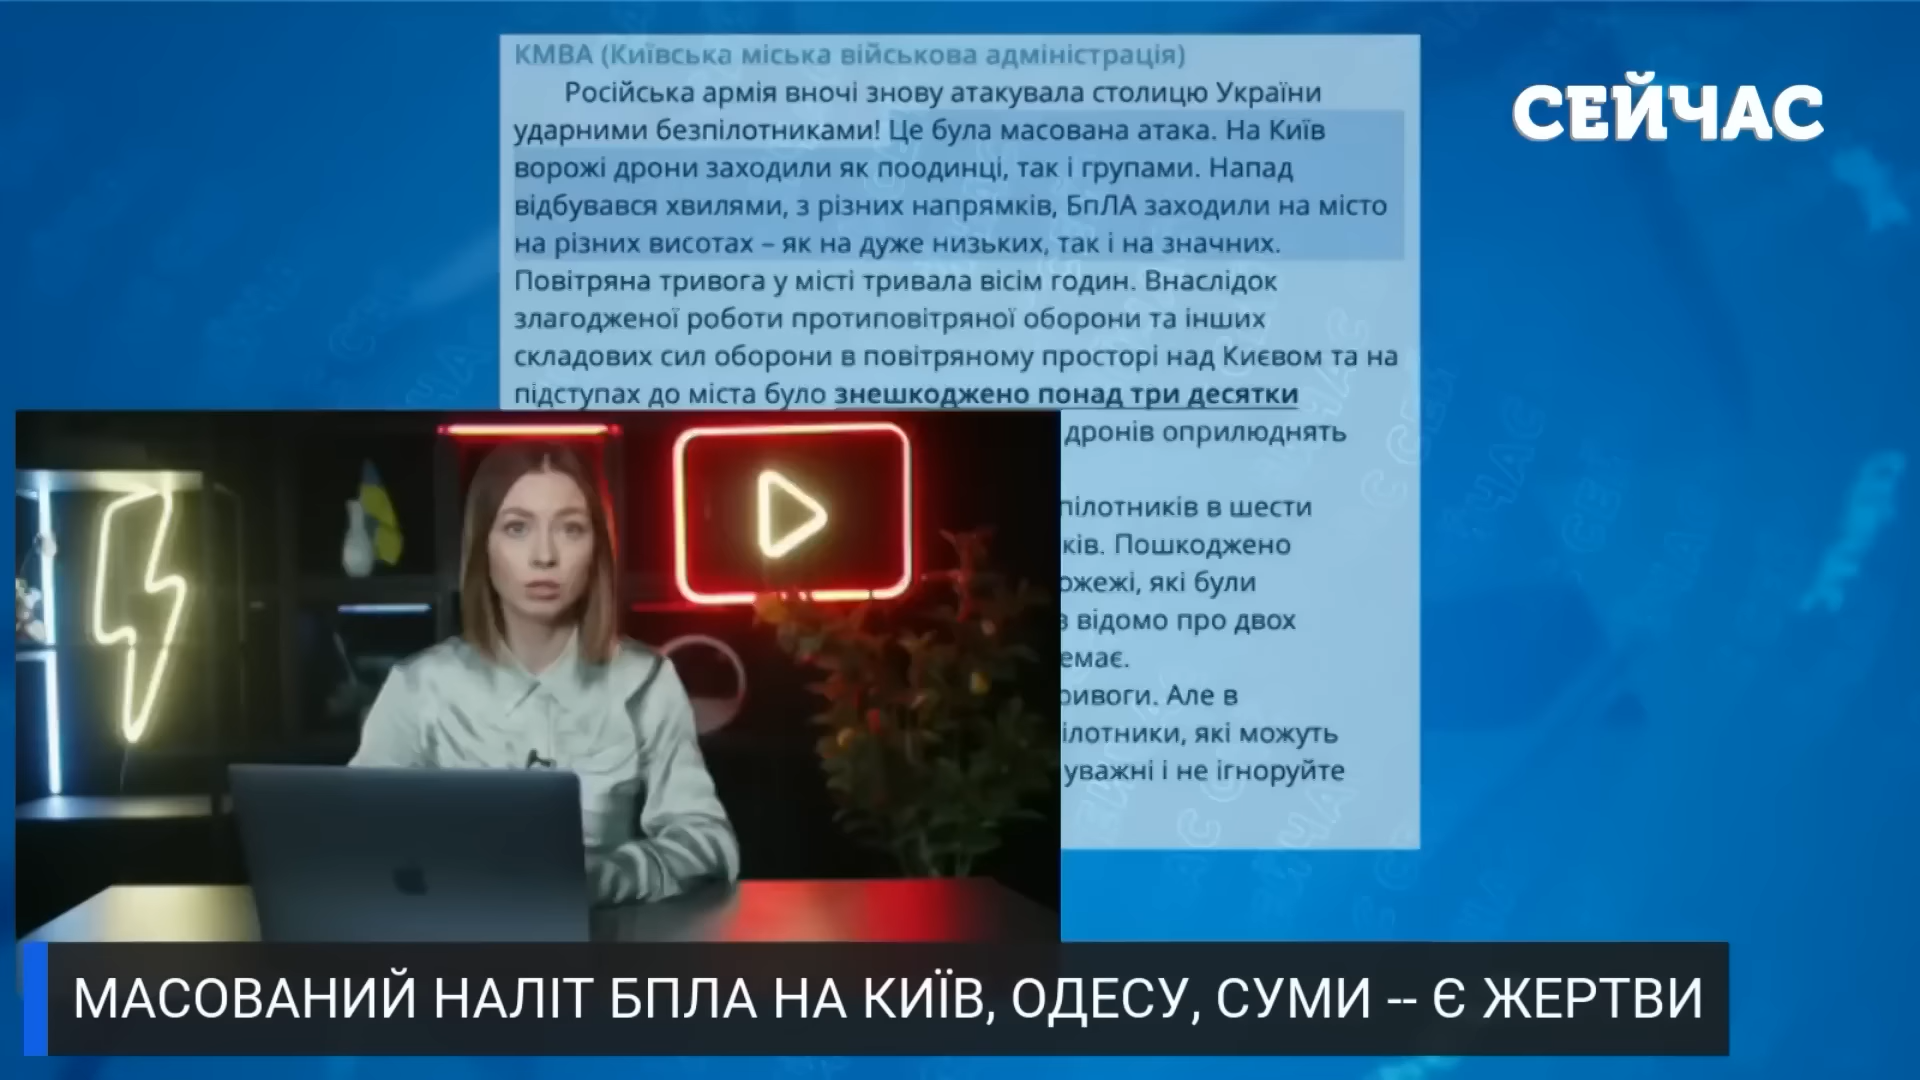 КМВА (Київська міська військова адміністрація)
Російська армія вночі знову атакувала столицю України
ударними безпілотниками! Це була масована атака. На Київ
ворожі дрони заходили як поодинці, так і групами. Напад
відбувався хвилями, з різних напрямків, БпЛА заходили на місто
на різних висотах – як на дуже низьких, так і на значних.
Повітряна тривога у місті тривала вісім годин. Внаслідок
злагодженої роботи протиповітряної оборони та інших
складових сил оборони в повітряному просторі над Києвом та на
підступах до міста було знешкоджено понад три десятки
дронів оприлюднять
пілотників в шести
ків. Пошкоджено
ожежі, які були
відомо про двох
емає.
ривоги. Але в
ілотники, які можуть
уважні і не ігноруйте
СЕЙЧАС
МАСОВАНИЙ НАЛІТ БПЛА НА КИЇВ, ОДЕСУ, СУМИ -- Є ЖЕРТВИ